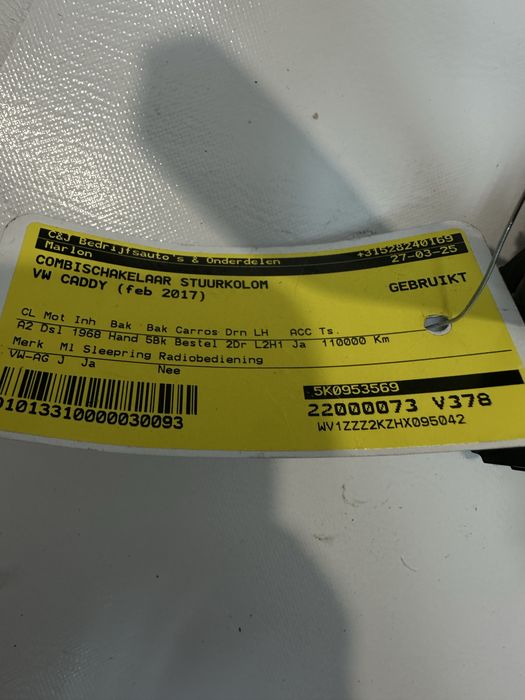 C&J Bedrijfsauto's & Onderdelen +31528240169
Marlon 27-03-25
COMBISCHAKELAAR STUURKOLOM GEBRUIKT
VW CADDY (feb 2017)
CL Mot Inh Bak Bak Carros Drn LH ACC Ts.
A2 Dsl 1968 Hand 5Bk Bestel 2Dr L2H1 Ja 110000 Km
Merk M1 Sleepring Radiobediening
VW-AG J Ja Nee
5K0953569
01013310000030093 22000073 V378
WV1ZZZ2KZHX095042